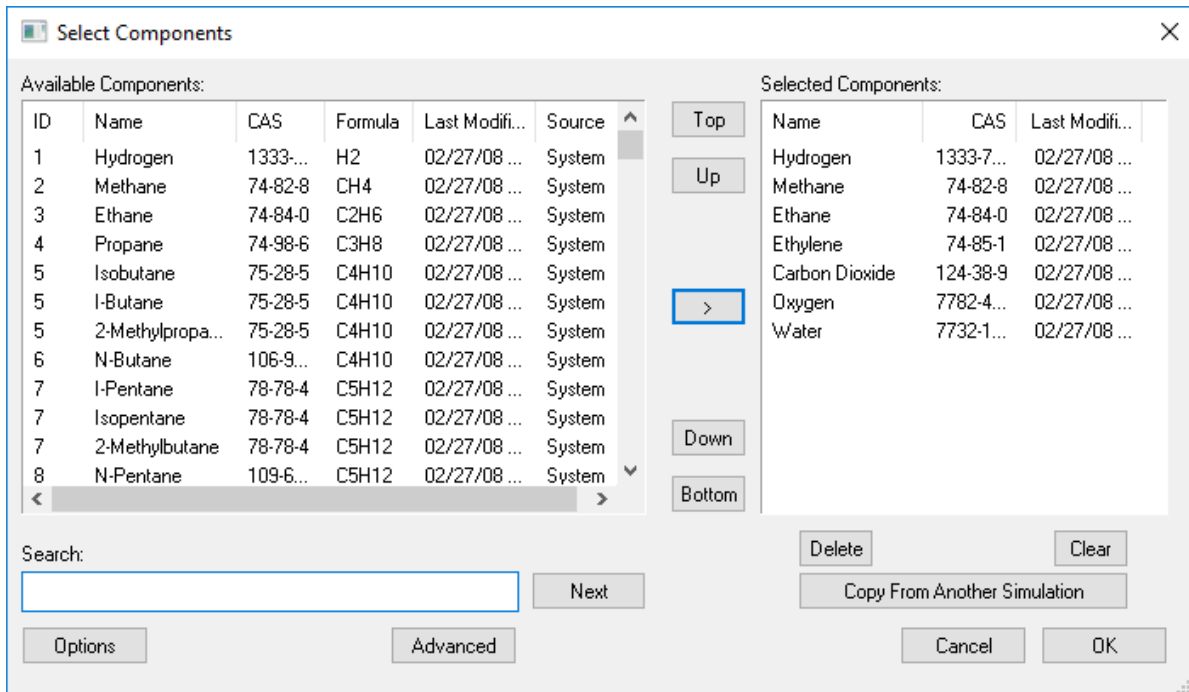 Select Components
Available Components:
ID Name CAS Formula Last Modifi... Source
1 Hydrogen 1333-... H2 02/27/08 ... System
2 Methane 74-82-8 CH4 02/27/08 ... System
3 Ethane 74-84-0 C2H6 02/27/08 ... System
4 Propane 74-98-6 C3H8 02/27/08 ... System
5 Isobutane 75-28-5 C4H10 02/27/08 ... System
5 I-Butane 75-28-5 C4H10 02/27/08 ... System
5 2-Methylpropa... 75-28-5 C4H10 02/27/08 ... System
6 N-Butane 106-9... C4H10 02/27/08 ... System
7 I-Pentane 78-78-4 C5H12 02/27/08 ... System
7 Isopentane 78-78-4 C5H12 02/27/08 ... System
7 2-Methylbutane 78-78-4 C5H12 02/27/08 ... System
8 N-Pentane 109-6... C5H12 02/27/08 ... System
Top
Up
>
Down
Bottom
Selected Components:
Name CAS Last Modifi...
Hydrogen 1333-7... 02/27/08 ...
Methane 74-82-8 02/27/08 ...
Ethane 74-84-0 02/27/08 ...
Ethylene 74-85-1 02/27/08 ...
Carbon Dioxide 124-38-9 02/27/08 ...
Oxygen 7782-4... 02/27/08 ...
Water 7732-1... 02/27/08 ...
Search:
Next
Options
Advanced
Delete
Clear
Copy From Another Simulation
Cancel
OK